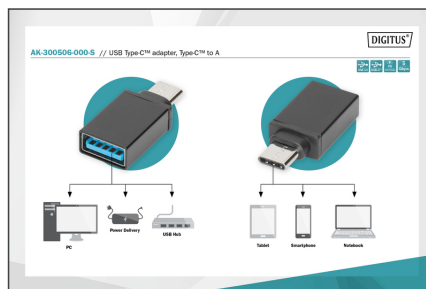 DIGITUS®
AK-300506-000-S // USB Type-C™ adapter, Type-C™ to A
PC
Power Delivery
USB Hub
Tablet
Smartphone
Notebook